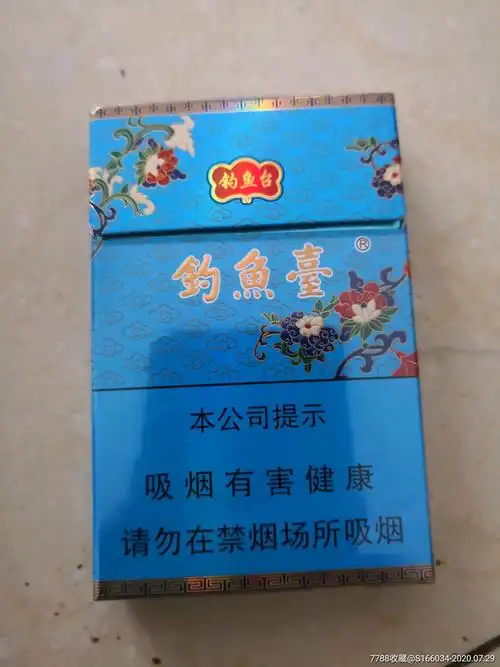 钓鱼台
钓魚臺®
本公司提示
吸烟有害健康
请勿在禁烟场所吸烟
7788收藏@S166034-2020.07.29